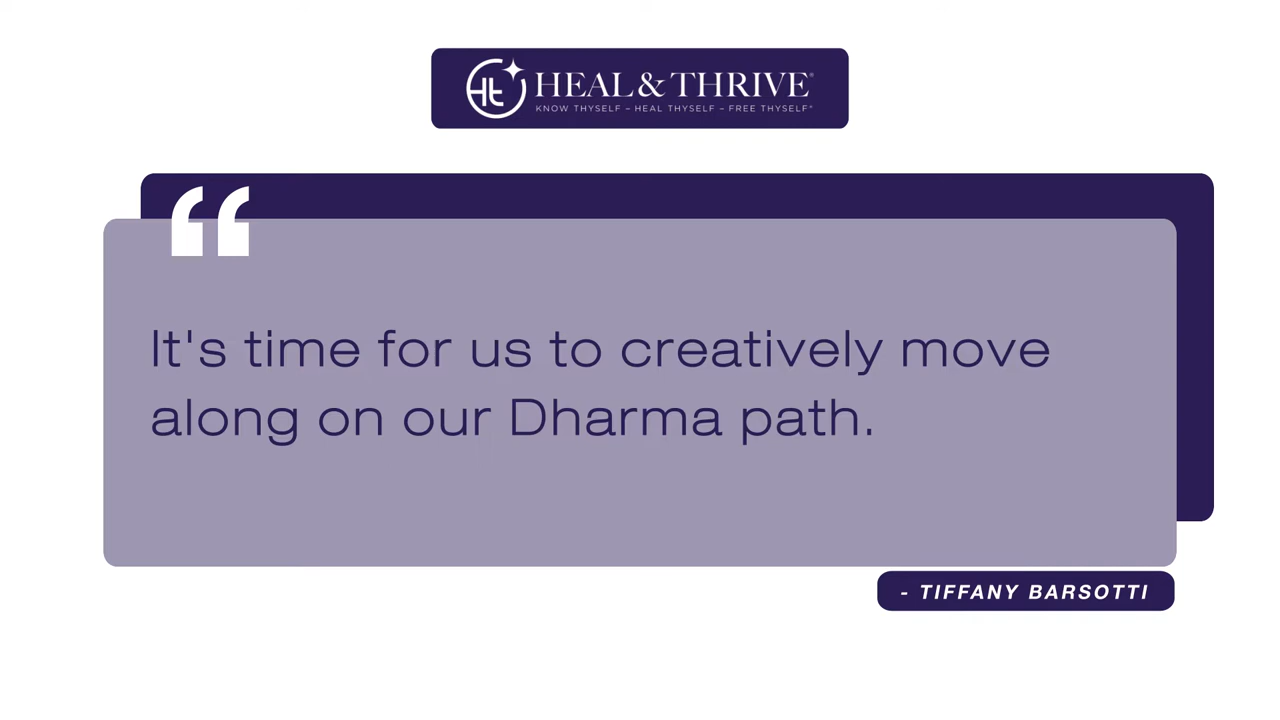 Ht HEAL & THRIVE®
KNOW THYSELF – HEAL THYSELF – FREE THYSELF®
“
It's time for us to creatively move
along on our Dharma path.
- TIFFANY BARSOTTI